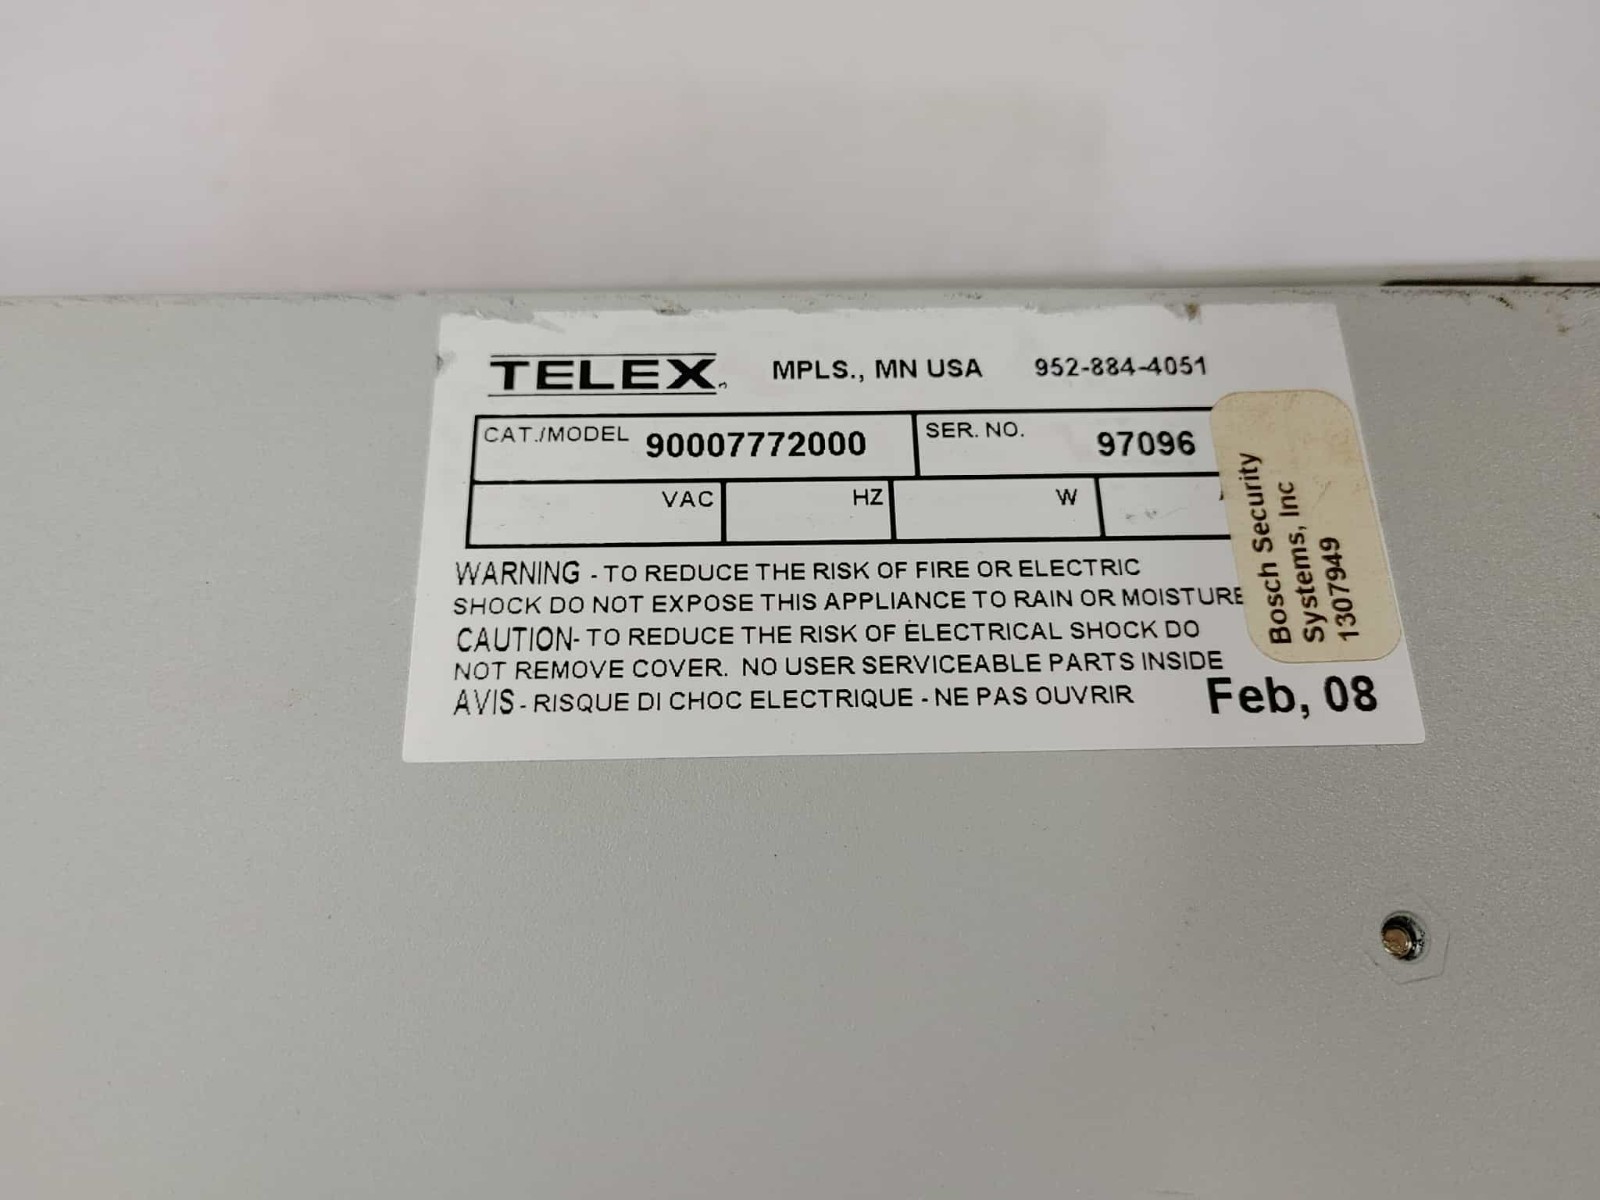 TELEX MPLS., MN USA 952-884-4051
CAT./MODEL 90007772000 SER. NO. 97096
VAC HZ W
WARNING - TO REDUCE THE RISK OF FIRE OR ELECTRIC
SHOCK DO NOT EXPOSE THIS APPLIANCE TO RAIN OR MOISTURE
CAUTION- TO REDUCE THE RISK OF ELECTRICAL SHOCK DO
NOT REMOVE COVER. NO USER SERVICEABLE PARTS INSIDE
AVIS - RISQUE DI CHOC ELECTRIQUE - NE PAS OUVRIR
Feb, 08
Bosch Security
Systems, Inc
1307949